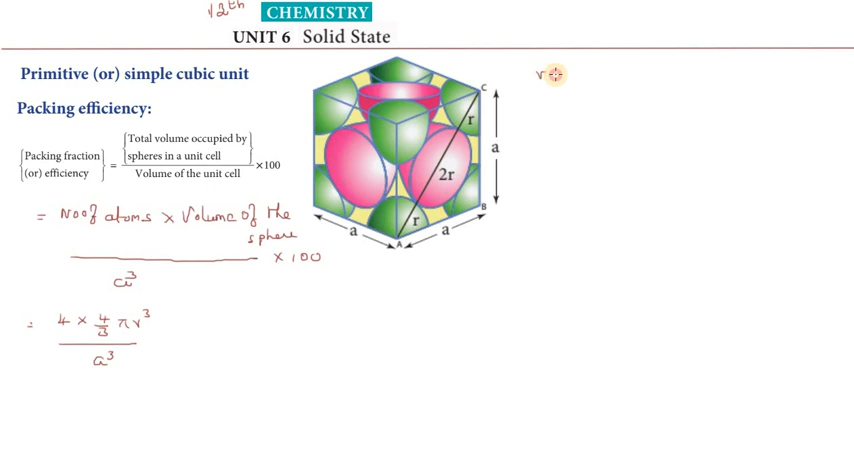 12th CHEMISTRY
UNIT 6 Solid State
Primitive (or) simple cubic unit
Packing efficiency:
{Packing fraction (or) efficiency} = {Total volume occupied by spheres in a unit cell} / Volume of the unit cell ×100
= No of atoms × Volume of the sphere
/ a³ × 100
= 4 × 4/3 πr³
/ a³
C
r
a
2r
B
r
a
A
a
r